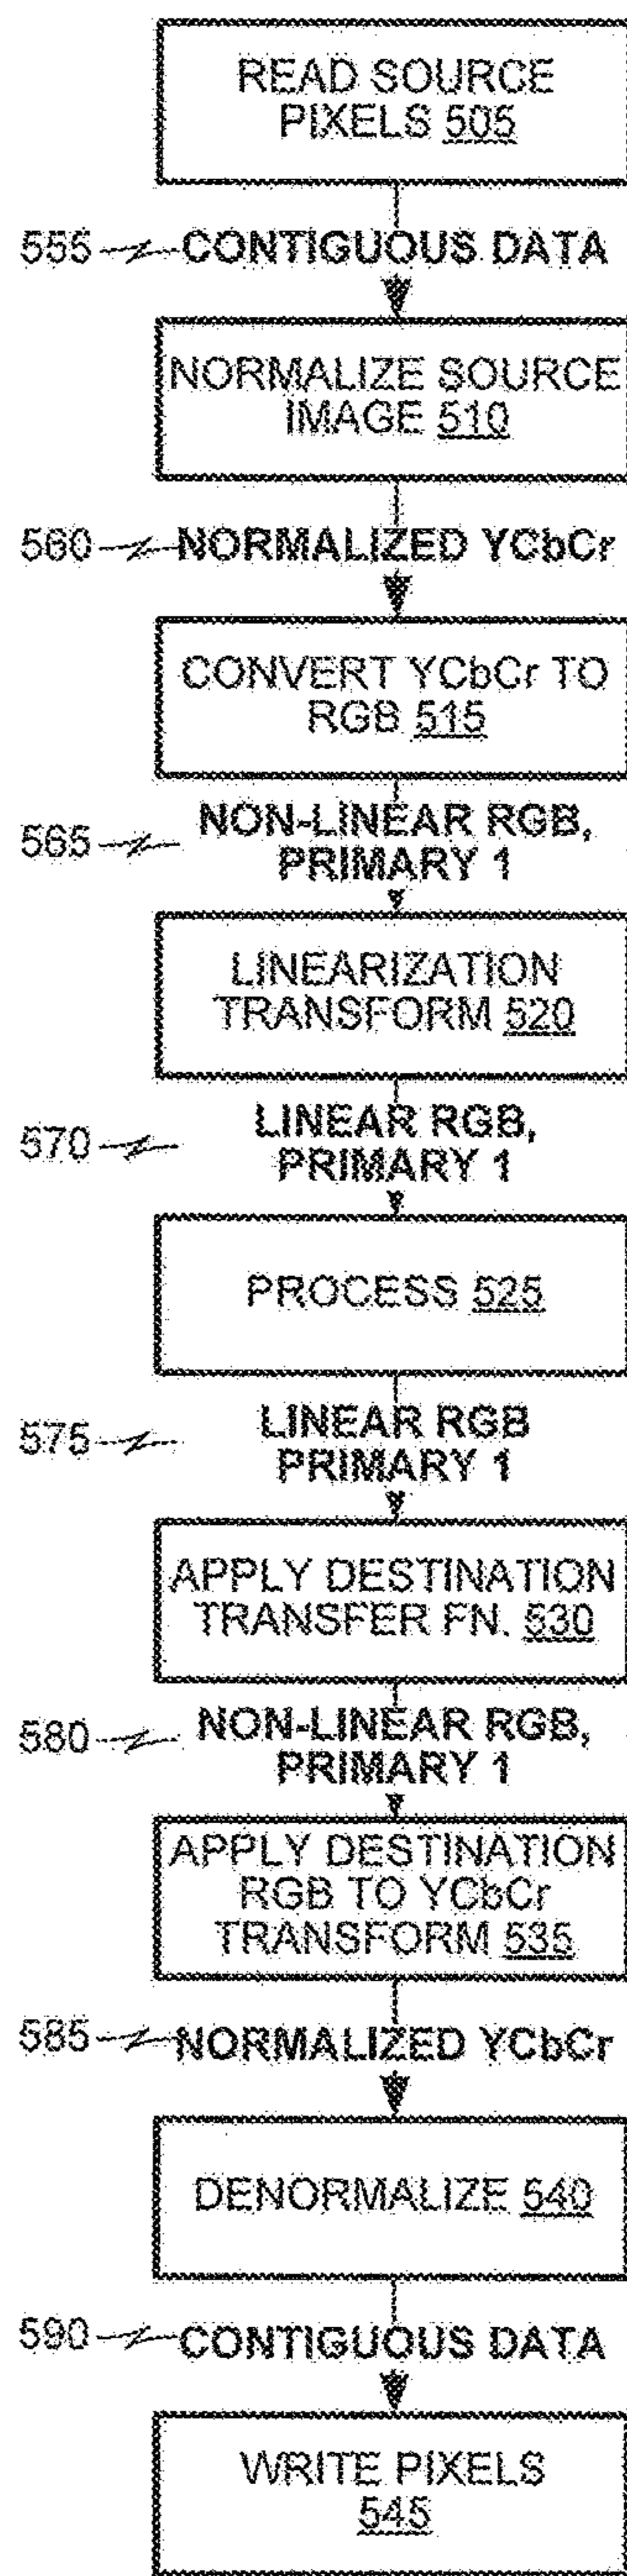 READ SOURCE
PIXELS 505
555 CONTIGUOUS DATA
NORMALIZE SOURCE
IMAGE 510
560 NORMALIZED YCbCr
CONVERT YCbCr TO
RGB 515
565 NON-LINEAR RGB,
PRIMARY 1
LINEARIZATION
TRANSFORM 520
570 LINEAR RGB,
PRIMARY 1
PROCESS 525
575 LINEAR RGB
PRIMARY 1
APPLY DESTINATION
TRANSFER FN. 530
580 NON-LINEAR RGB,
PRIMARY 1
APPLY DESTINATION
RGB TO YCbCr
TRANSFORM 535
585 NORMALIZED YCbCr
DENORMALIZE 540
590 CONTIGUOUS DATA
WRITE PIXELS
545